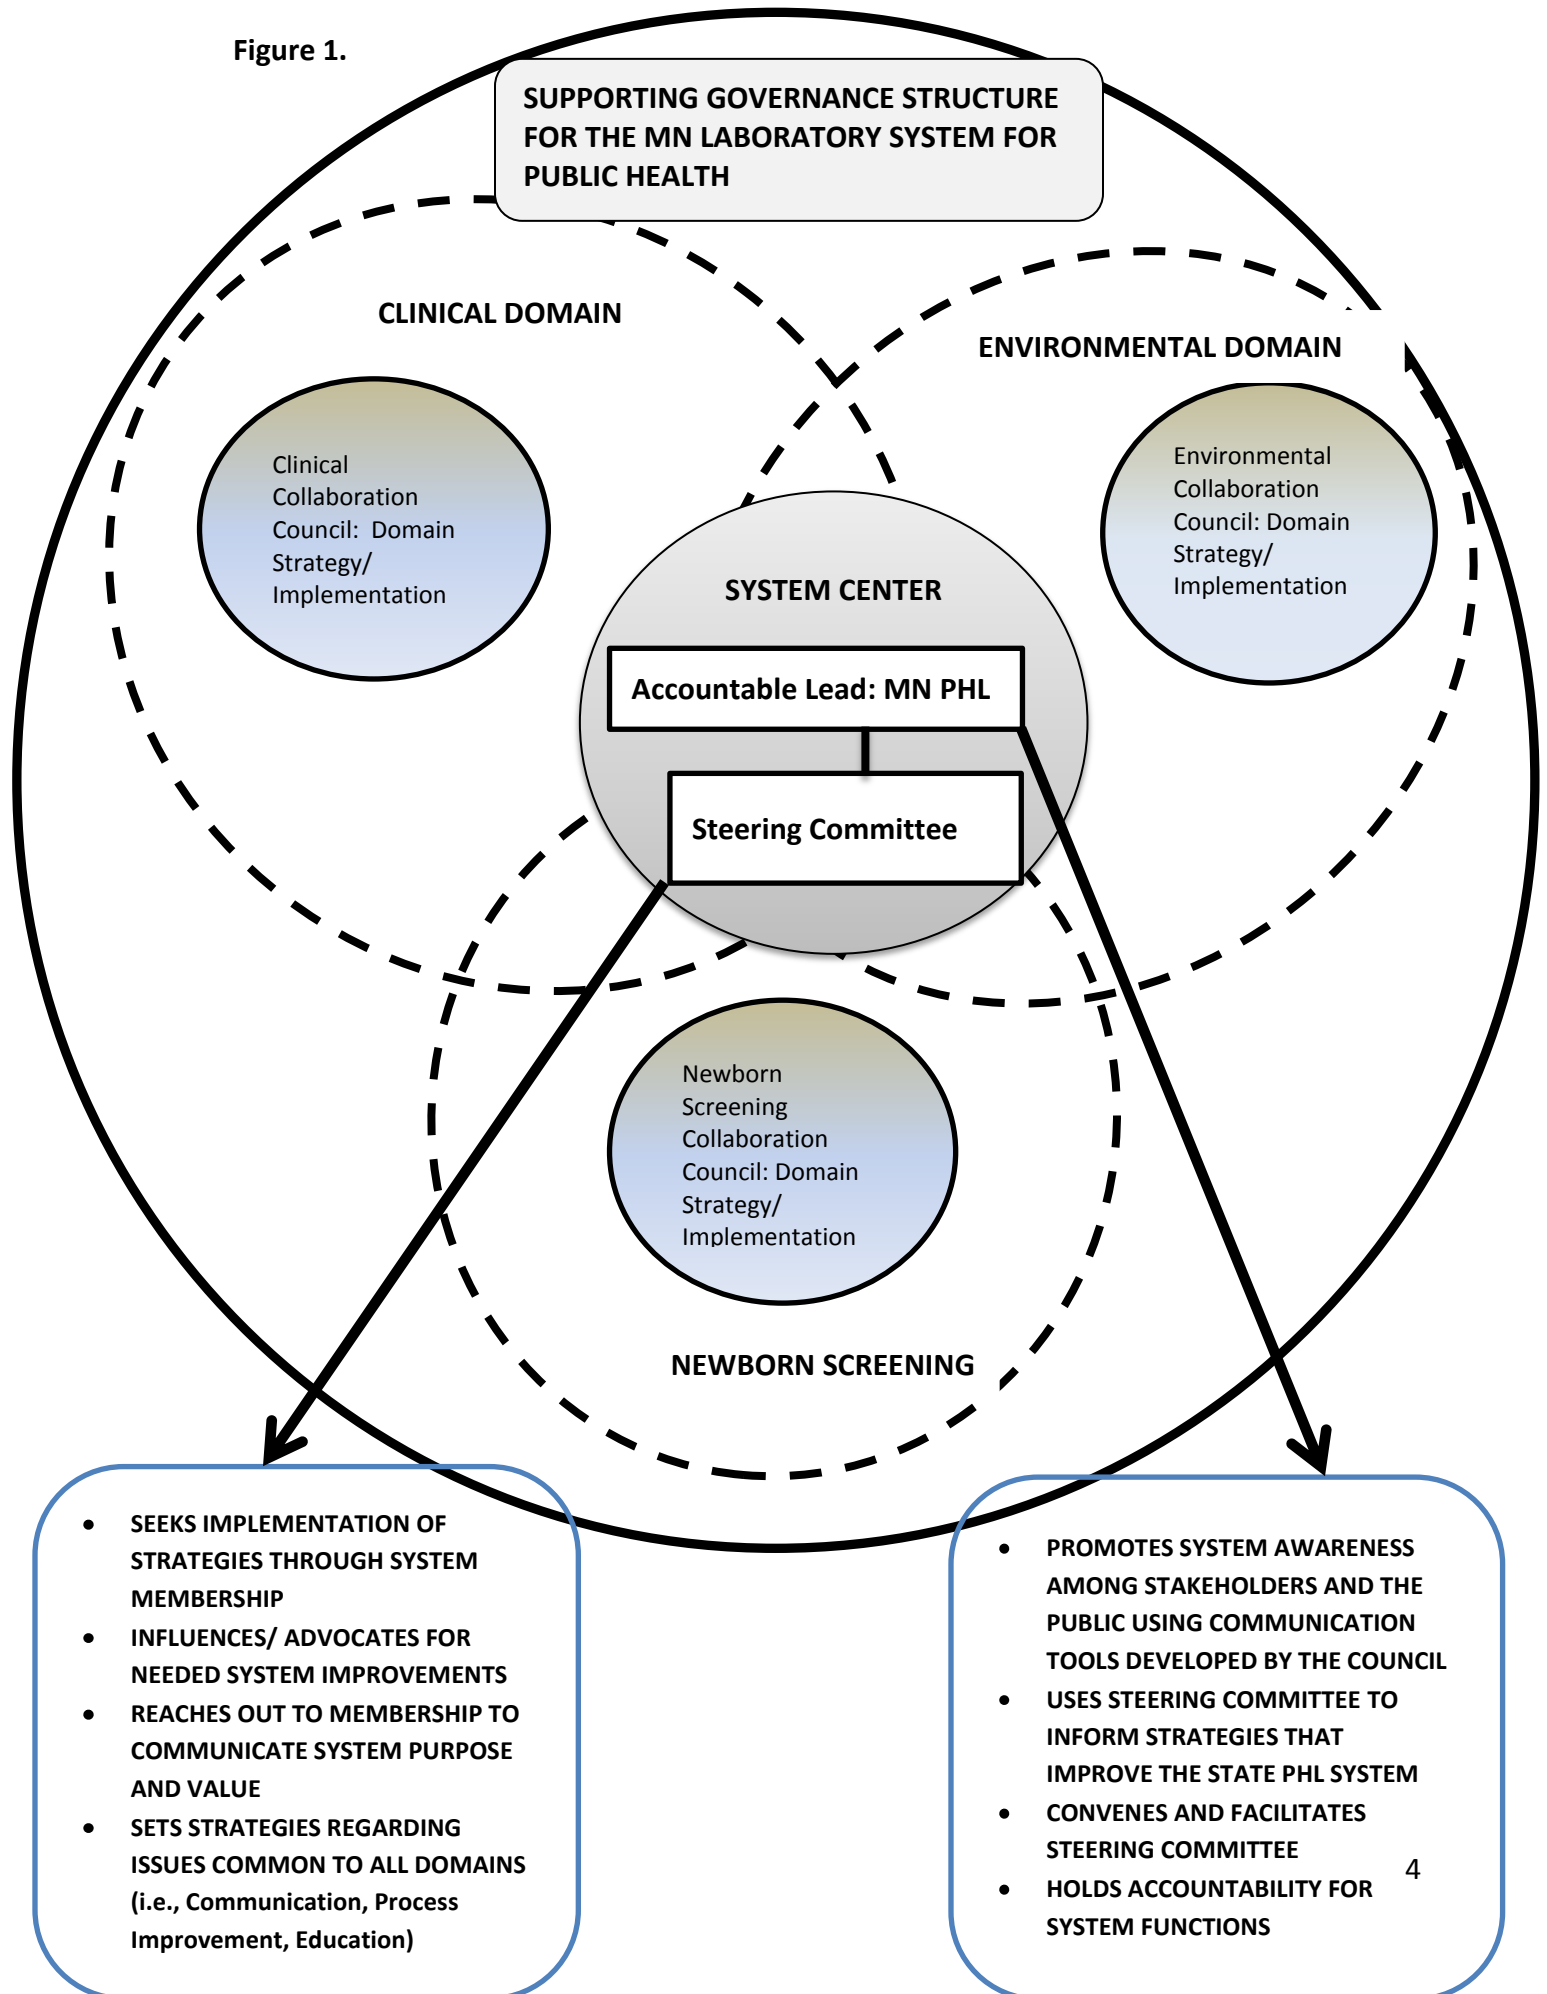 Figure 1.
SUPPORTING GOVERNANCE STRUCTURE
FOR THE MN LABORATORY SYSTEM FOR
PUBLIC HEALTH
CLINICAL DOMAIN
ENVIRONMENTAL DOMAIN
Clinical
Collaboration
Council: Domain
Strategy/
Implementation
Environmental
Collaboration
Council: Domain
Strategy/
Implementation
SYSTEM CENTER
Accountable Lead: MN PHL
Steering Committee
Newborn
Screening
Collaboration
Council: Domain
Strategy/
Implementation
NEWBORN SCREENING
• SEEKS IMPLEMENTATION OF
STRATEGIES THROUGH SYSTEM
MEMBERSHIP
• INFLUENCES/ ADVOCATES FOR
NEEDED SYSTEM IMPROVEMENTS
• REACHES OUT TO MEMBERSHIP TO
COMMUNICATE SYSTEM PURPOSE
AND VALUE
• SETS STRATEGIES REGARDING
ISSUES COMMON TO ALL DOMAINS
(i.e., Communication, Process
Improvement, Education)
• PROMOTES SYSTEM AWARENESS
AMONG STAKEHOLDERS AND THE
PUBLIC USING COMMUNICATION
TOOLS DEVELOPED BY THE COUNCIL
• USES STEERING COMMITTEE TO
INFORM STRATEGIES THAT
IMPROVE THE STATE PHL SYSTEM
• CONVENES AND FACILITATES
STEERING COMMITTEE
• HOLDS ACCOUNTABILITY FOR
SYSTEM FUNCTIONS
4